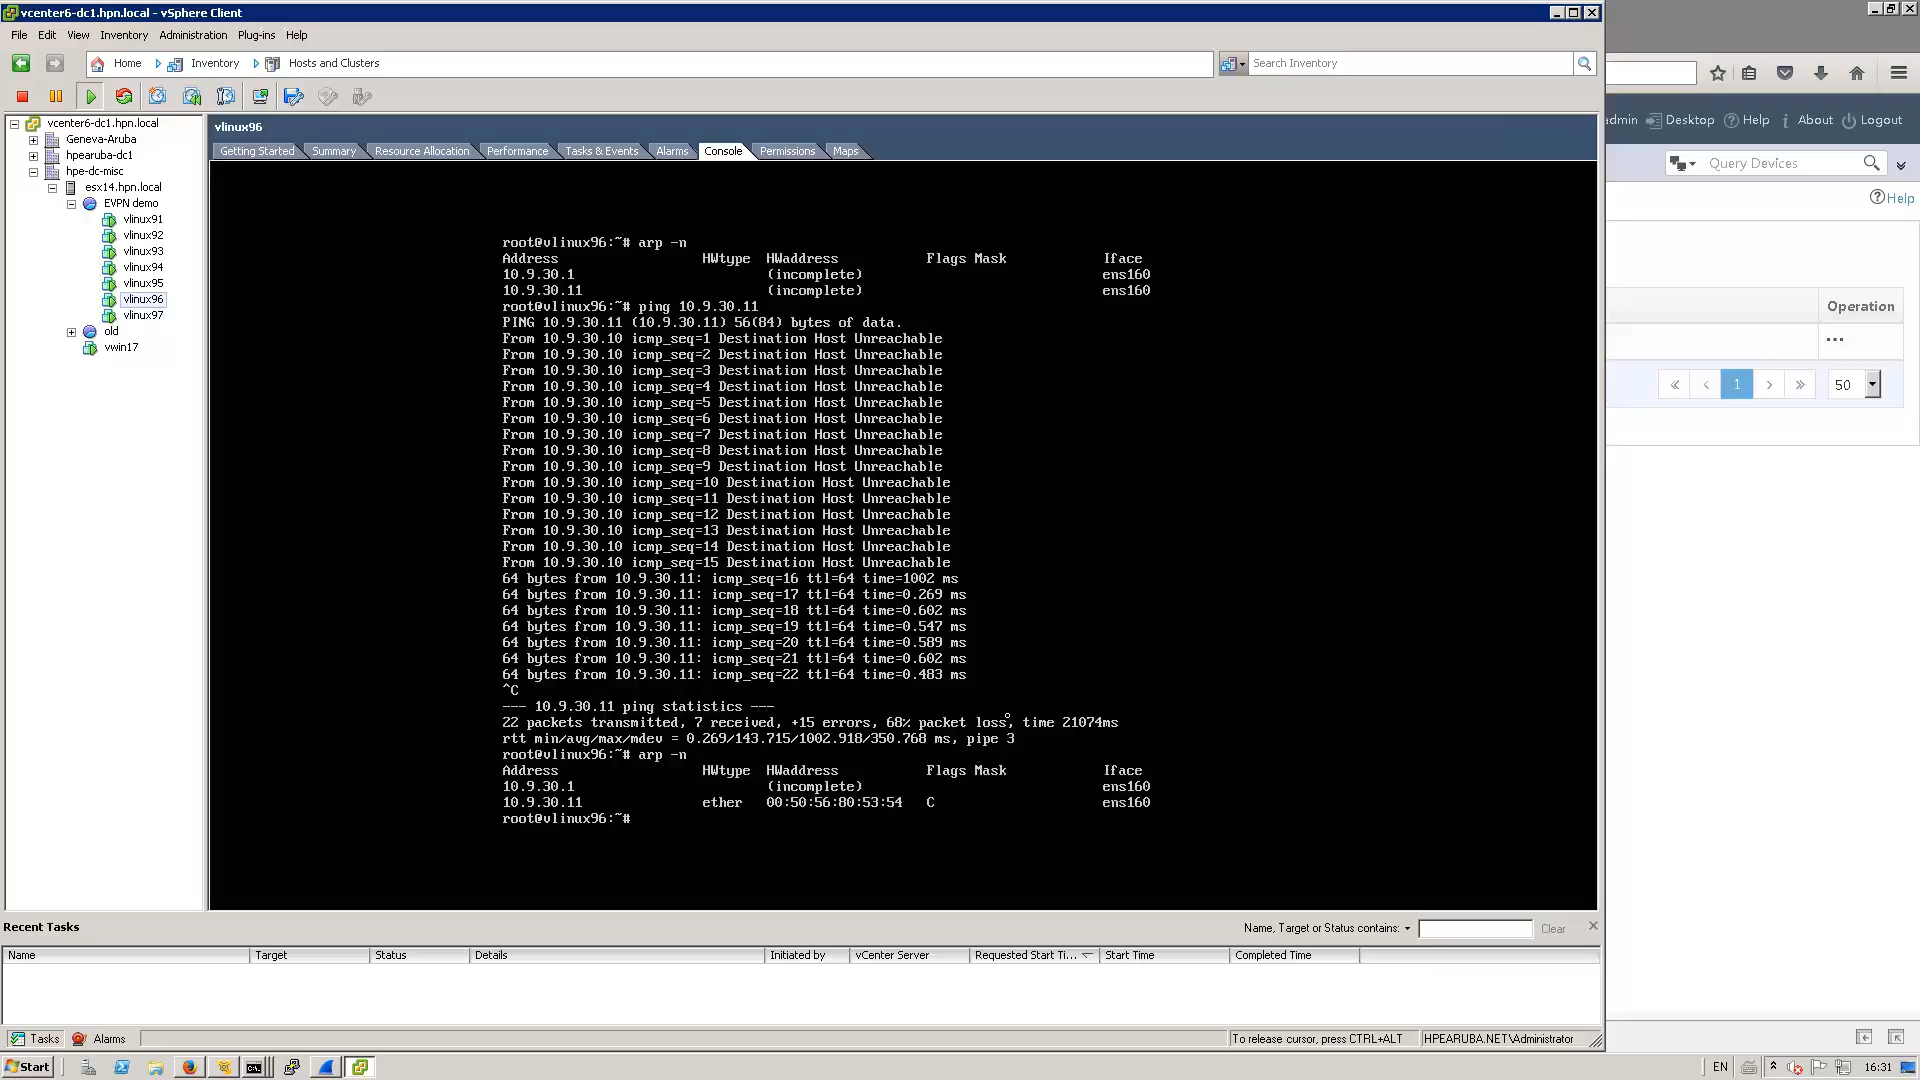 vcenter6-dc1.hpn.local - vSphere Client
File Edit View Inventory Administration Plug-ins Help
Home Inventory Hosts and Clusters
Search Inventory
vcenter6-dc1.hpn.local
Geneva-Aruba
hpearuba-dc1
hpe-dc-misc
esx14.hpn.local
EVPN demo
vlinux91
vlinux92
vlinux93
vlinux94
vlinux95
vlinux96
vlinux97
old
vwin17
vlinux96
Getting Started Summary Resource Allocation Performance Tasks & Events Alarms Console Permissions Maps
root@vlinux96:~# arp -n
Address HWtype HWaddress Flags Mask Iface
10.9.30.1 (incomplete) ens160
10.9.30.11 (incomplete) ens160
root@vlinux96:~# ping 10.9.30.11
PING 10.9.30.11 (10.9.30.11) 56(84) bytes of data.
From 10.9.30.10 icmp_seq=1 Destination Host Unreachable
From 10.9.30.10 icmp_seq=2 Destination Host Unreachable
From 10.9.30.10 icmp_seq=3 Destination Host Unreachable
From 10.9.30.10 icmp_seq=4 Destination Host Unreachable
From 10.9.30.10 icmp_seq=5 Destination Host Unreachable
From 10.9.30.10 icmp_seq=6 Destination Host Unreachable
From 10.9.30.10 icmp_seq=7 Destination Host Unreachable
From 10.9.30.10 icmp_seq=8 Destination Host Unreachable
From 10.9.30.10 icmp_seq=9 Destination Host Unreachable
From 10.9.30.10 icmp_seq=10 Destination Host Unreachable
From 10.9.30.10 icmp_seq=11 Destination Host Unreachable
From 10.9.30.10 icmp_seq=12 Destination Host Unreachable
From 10.9.30.10 icmp_seq=13 Destination Host Unreachable
From 10.9.30.10 icmp_seq=14 Destination Host Unreachable
From 10.9.30.10 icmp_seq=15 Destination Host Unreachable
64 bytes from 10.9.30.11: icmp_seq=16 ttl=64 time=1002 ms
64 bytes from 10.9.30.11: icmp_seq=17 ttl=64 time=0.269 ms
64 bytes from 10.9.30.11: icmp_seq=18 ttl=64 time=0.602 ms
64 bytes from 10.9.30.11: icmp_seq=19 ttl=64 time=0.547 ms
64 bytes from 10.9.30.11: icmp_seq=20 ttl=64 time=0.589 ms
64 bytes from 10.9.30.11: icmp_seq=21 ttl=64 time=0.602 ms
64 bytes from 10.9.30.11: icmp_seq=22 ttl=64 time=0.483 ms
^C
--- 10.9.30.11 ping statistics ---
22 packets transmitted, 7 received, +15 errors, 68% packet loss, time 21074ms
rtt min/avg/max/mdev = 0.269/143.715/1002.918/350.768 ms, pipe 3
root@vlinux96:~# arp -n
Address HWtype HWaddress Flags Mask Iface
10.9.30.1 (incomplete) ens160
10.9.30.11 ether 00:50:56:80:53:54 C ens160
root@vlinux96:~#
Recent Tasks
Name, Target or Status contains: Clear
Name Target Status Details Initiated by vCenter Server Requested Start Ti... Start Time Completed Time
Tasks Alarms
To release cursor, press CTRL+ALT HPEARUBA.NET\Administrator
admin Desktop Help About Logout
Query Devices
Help
Operation
...
« ‹ 1 › » 50
Start
EN 16:31